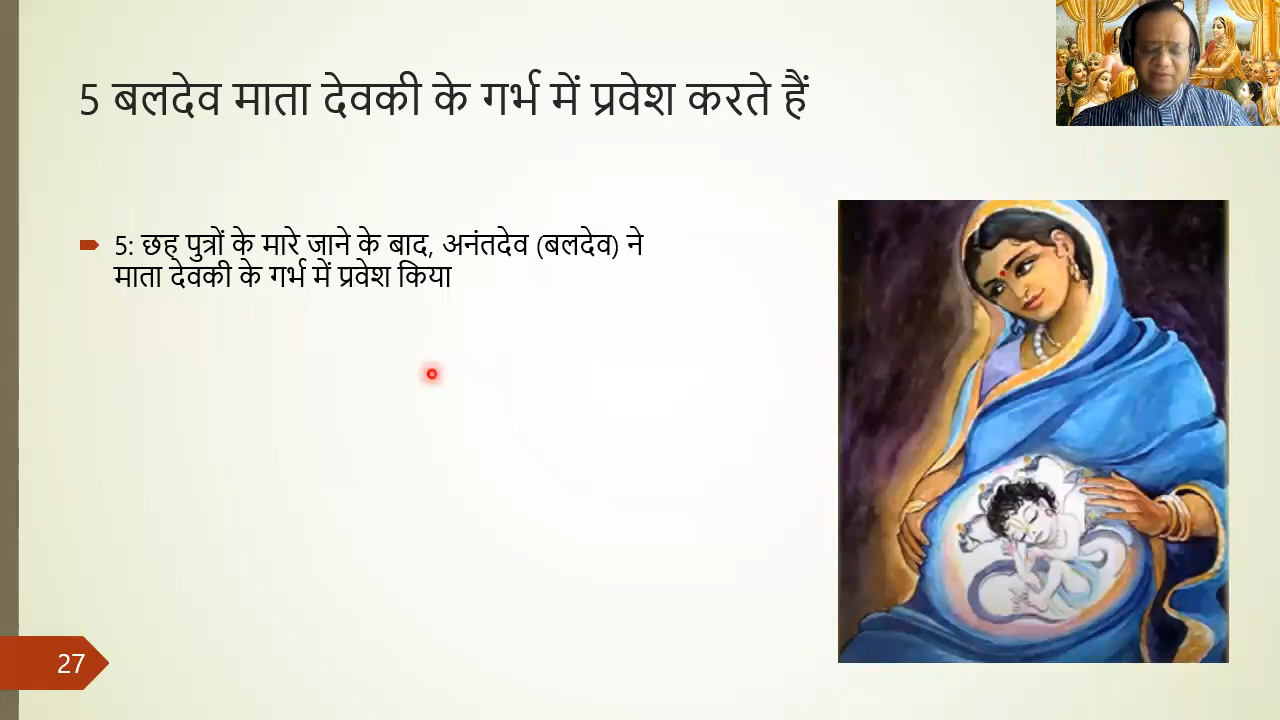 5 बलदेव माता देवकी के गर्भ में प्रवेश करते हैं
5: छह पुत्रों के मारे जाने के बाद, अनंतदेव (बलदेव) ने
माता देवकी के गर्भ में प्रवेश किया
27